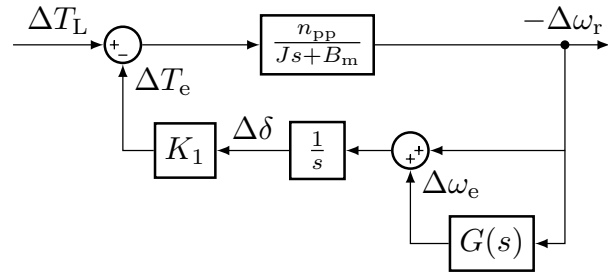 ΔT_L
+
−
n_pp
Js+B_m
−Δω_r
ΔT_e
K_1
Δδ
1
s
+
+
Δω_e
G(s)